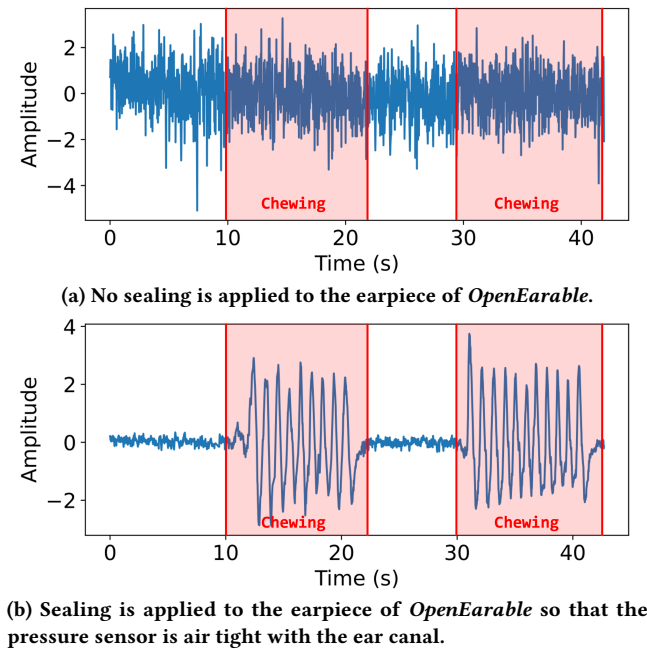 2
0
−2
−4
Amplitude
Chewing
Chewing
0
10
20
30
40
Time (s)
(a) No sealing is applied to the earpiece of OpenEarable.
4
2
0
−2
Amplitude
Chewing
Chewing
0
10
20
30
40
Time (s)
(b) Sealing is applied to the earpiece of OpenEarable so that the
pressure sensor is air tight with the ear canal.